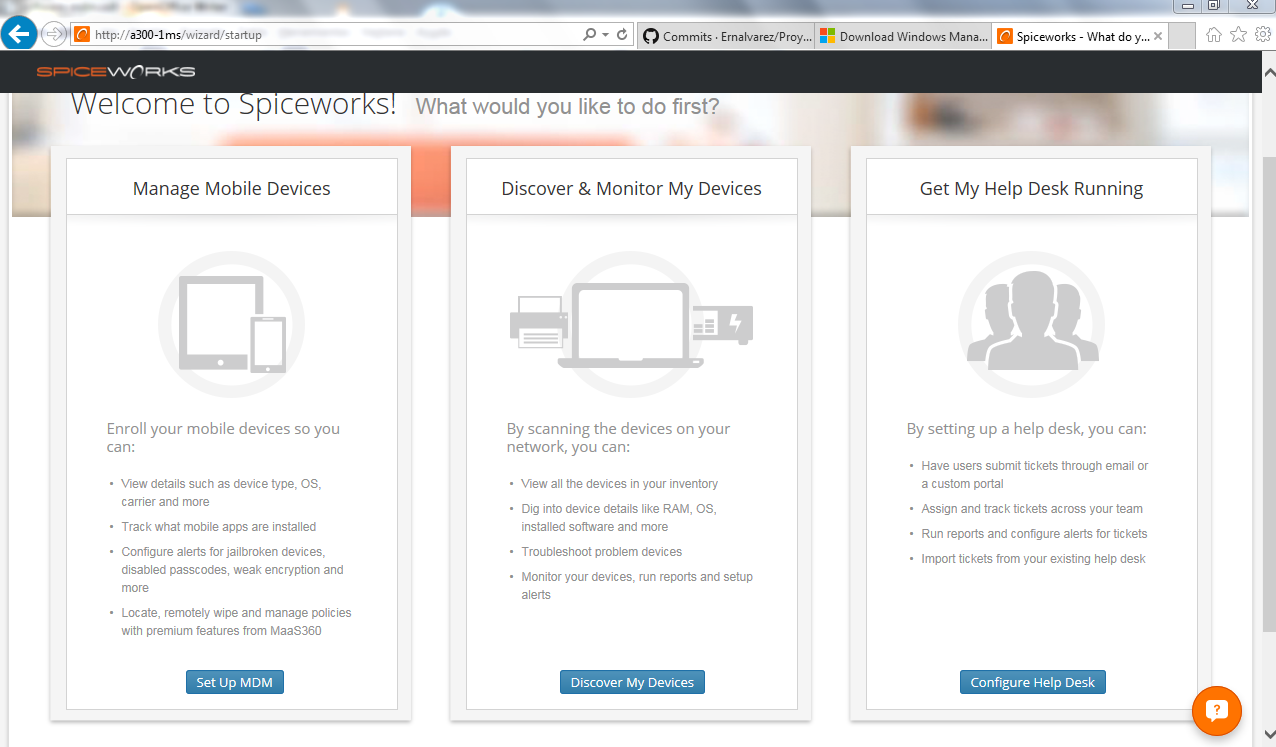 http://a300-1ms/wizard/startup
Commits · Ernalvarez/Proy...
Download Windows Mana...
Spiceworks - What do y...
SPICEWORKS
Welcome to Spiceworks! What would you like to do first?
Manage Mobile Devices
Enroll your mobile devices so you
can:
• View details such as device type, OS,
carrier and more
• Track what mobile apps are installed
• Configure alerts for jailbroken devices,
disabled passcodes, weak encryption and
more
• Locate, remotely wipe and manage policies
with premium features from MaaS360
Set Up MDM
Discover & Monitor My Devices
By scanning the devices on your
network, you can:
• View all the devices in your inventory
• Dig into device details like RAM, OS,
installed software and more
• Troubleshoot problem devices
• Monitor your devices, run reports and setup
alerts
Discover My Devices
Get My Help Desk Running
By setting up a help desk, you can:
• Have users submit tickets through email or
a custom portal
• Assign and track tickets across your team
• Run reports and configure alerts for tickets
• Import tickets from your existing help desk
Configure Help Desk